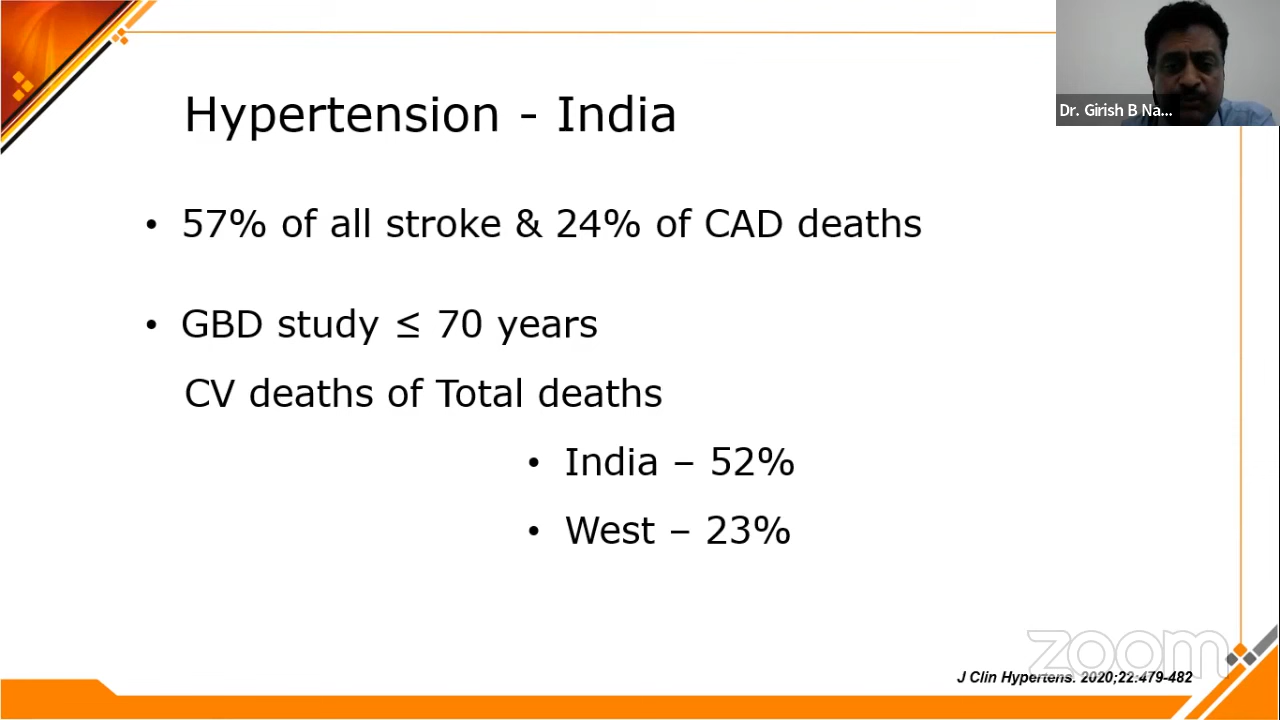 Dr. Girish B Na...
Hypertension - India
• 57% of all stroke & 24% of CAD deaths
• GBD study ≤ 70 years
CV deaths of Total deaths
• India – 52%
• West – 23%
zoom
J Clin Hypertens. 2020;22:479-482